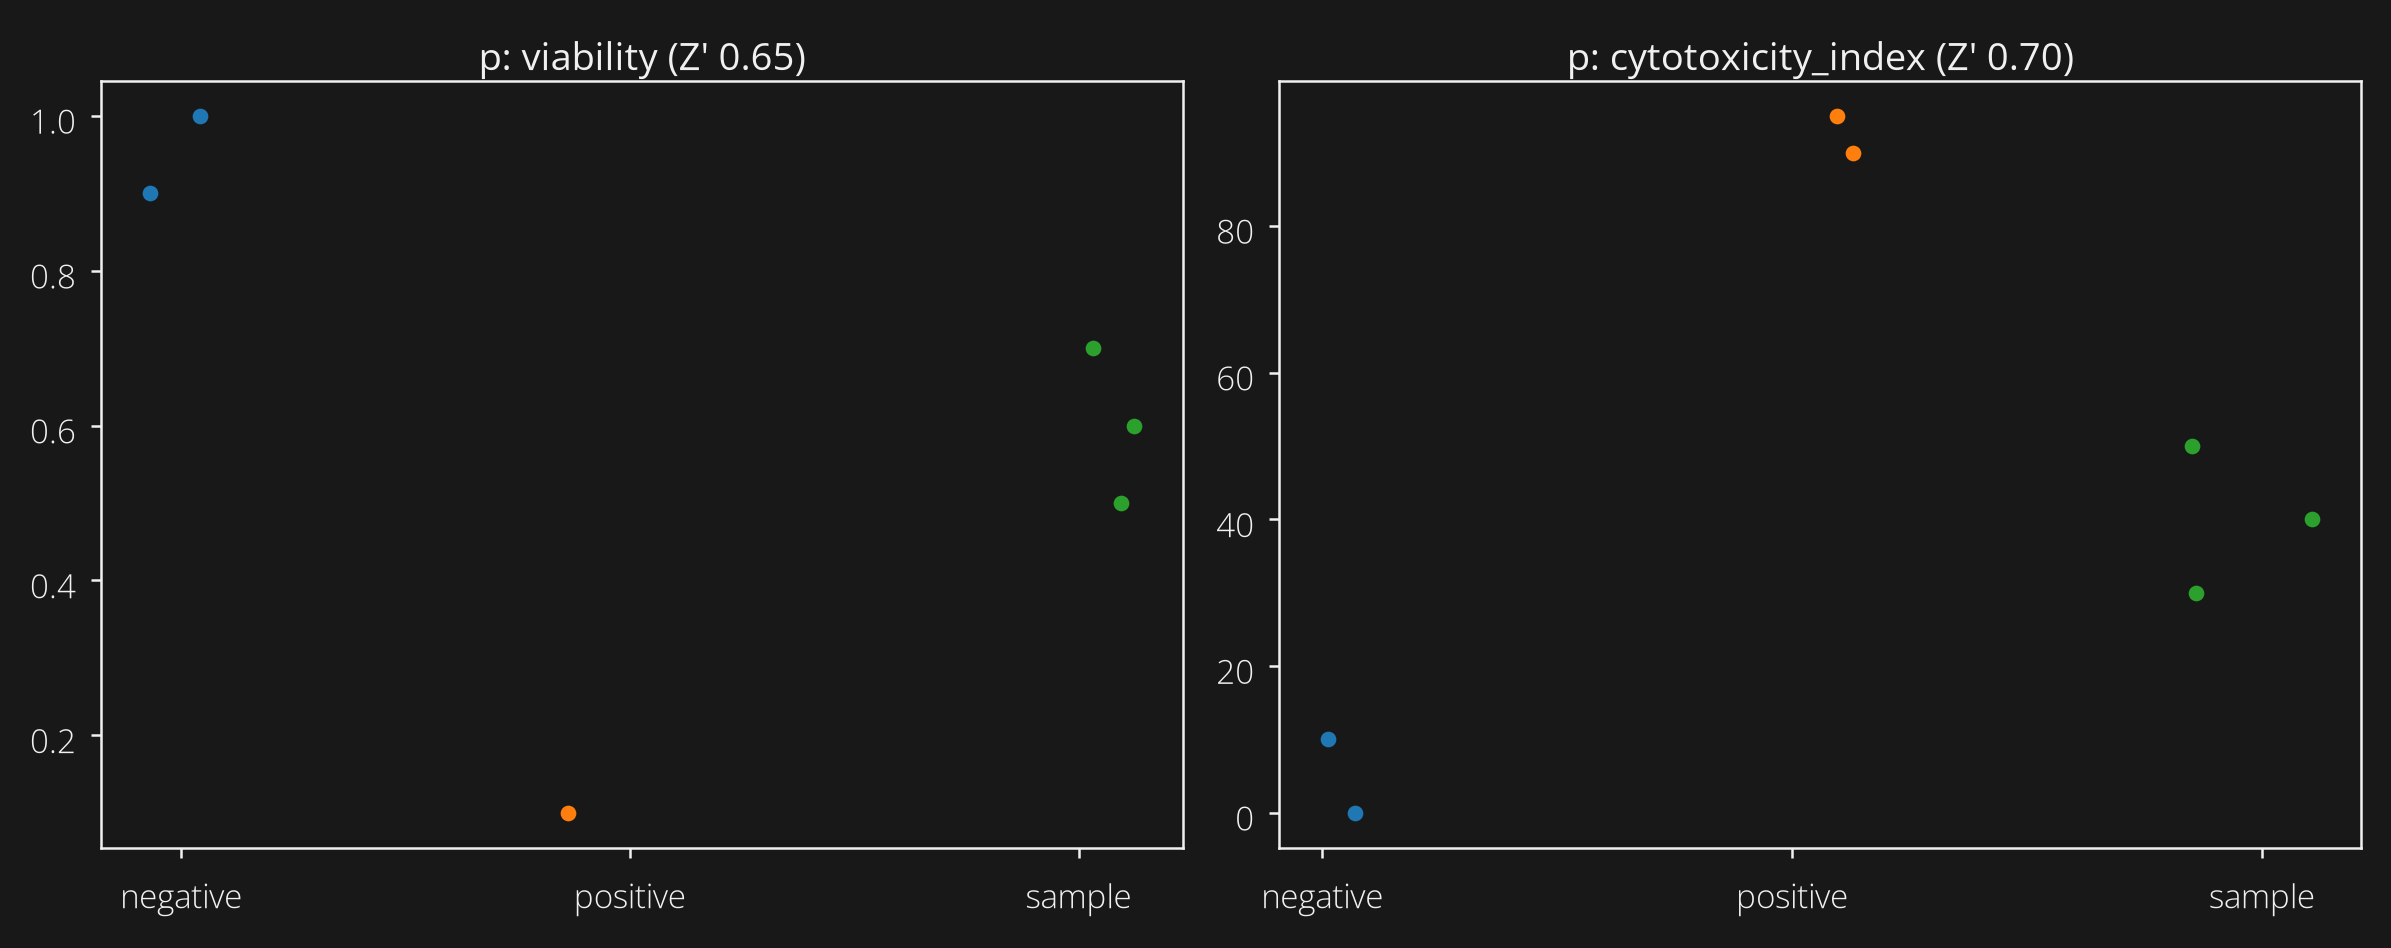 p: viability (Z' 0.65)
1.0
0.8
0.6
0.4
0.2
negative positive sample
p: cytotoxicity_index (Z' 0.70)
80
60
40
20
0
negative positive sample